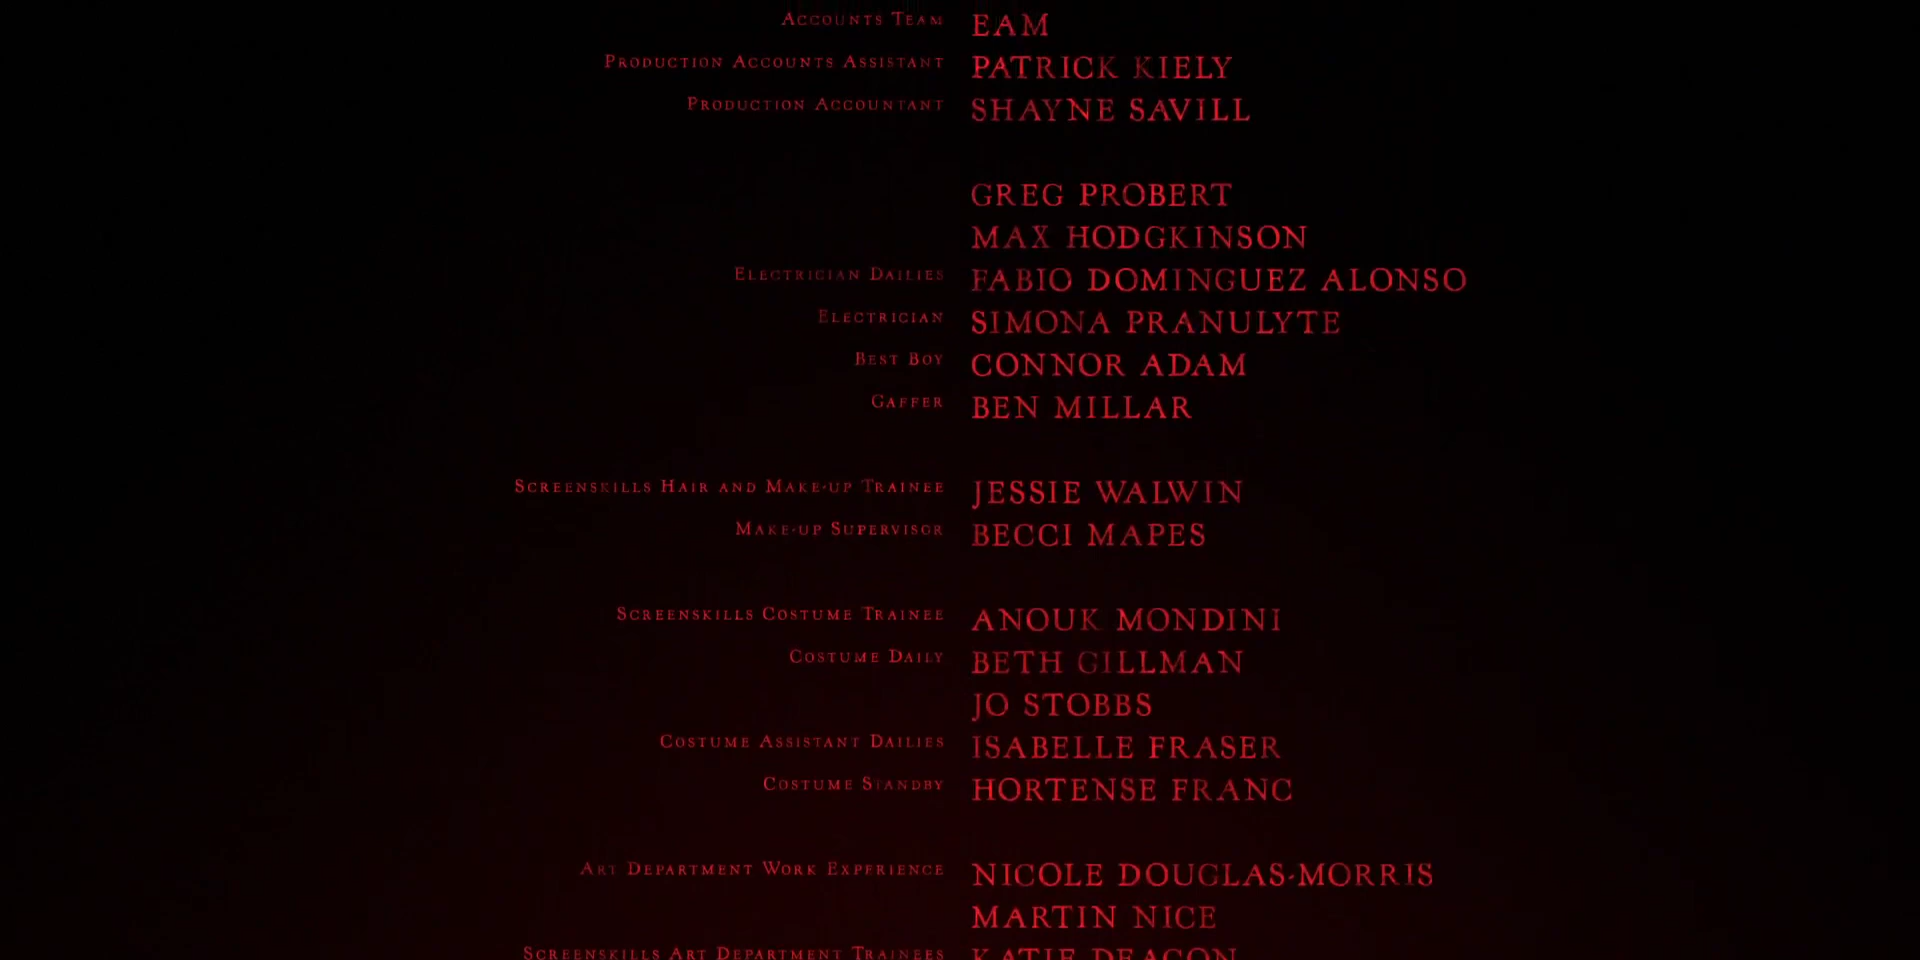 Accounts Team EAM
Production Accounts Assistant PATRICK KIELY
Production Accountant SHAYNE SAVILL
GREG PROBERT
MAX HODGKINSON
Electrician Dailies FABIO DOMINGUEZ ALONSO
Electrician SIMONA PRANULYTE
Best Boy CONNOR ADAM
Gaffer BEN MILLAR
Screenskills Hair and Make-up Trainee JESSIE WALWIN
Make-up Supervisor BECCI MAPES
Screenskills Costume Trainee ANOUK MONDINI
Costume Daily BETH GILLMAN
JO STOBBS
Costume Assistant Dailies ISABELLE FRASER
Costume Standby HORTENSE FRANC
Art Department Work Experience NICOLE DOUGLAS-MORRIS
MARTIN NICE
Screenskills Art Department Trainees KATIE DEACON